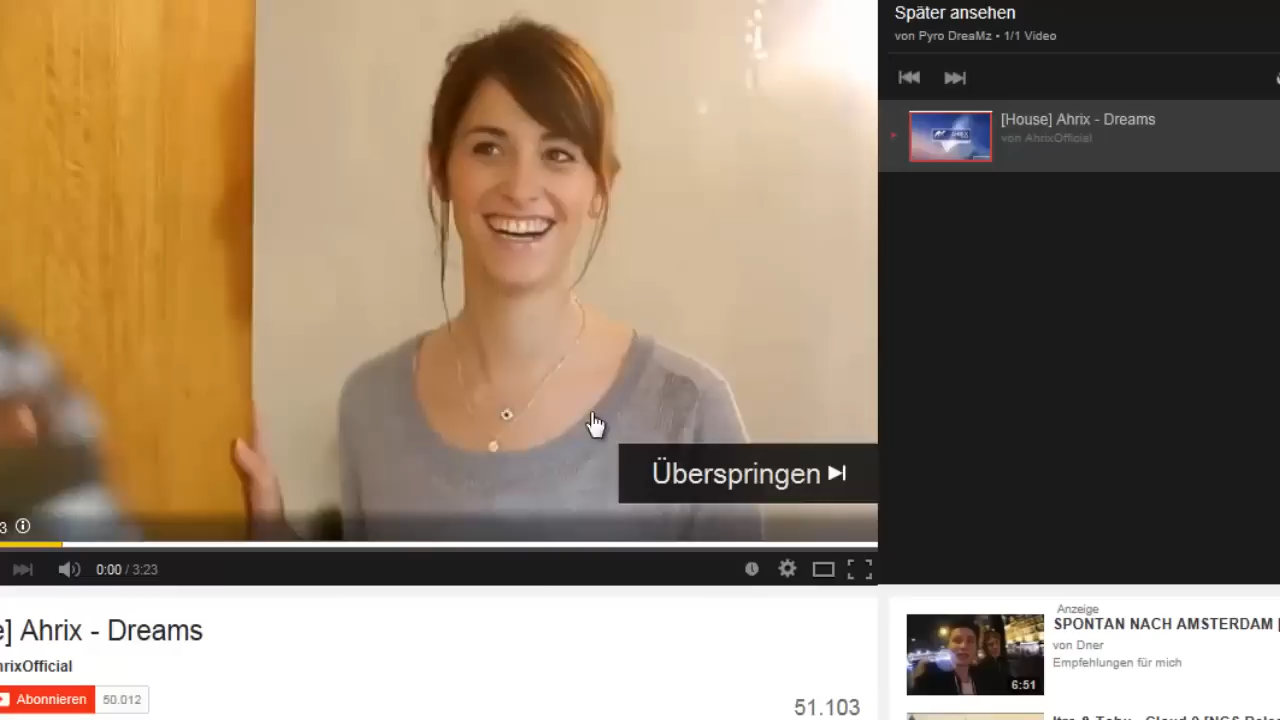 Später ansehen
von Pyro DreaMz • 1/1 Video
[House] Ahrix - Dreams
von AhrixOfficial
Überspringen
3
0:00 / 3:23
e] Ahrix - Dreams
hrixOfficial
Abonnieren 50.012
51.103
Anzeige
SPONTAN NACH AMSTERDAM [
von Dner
Empfehlungen für mich
6:51